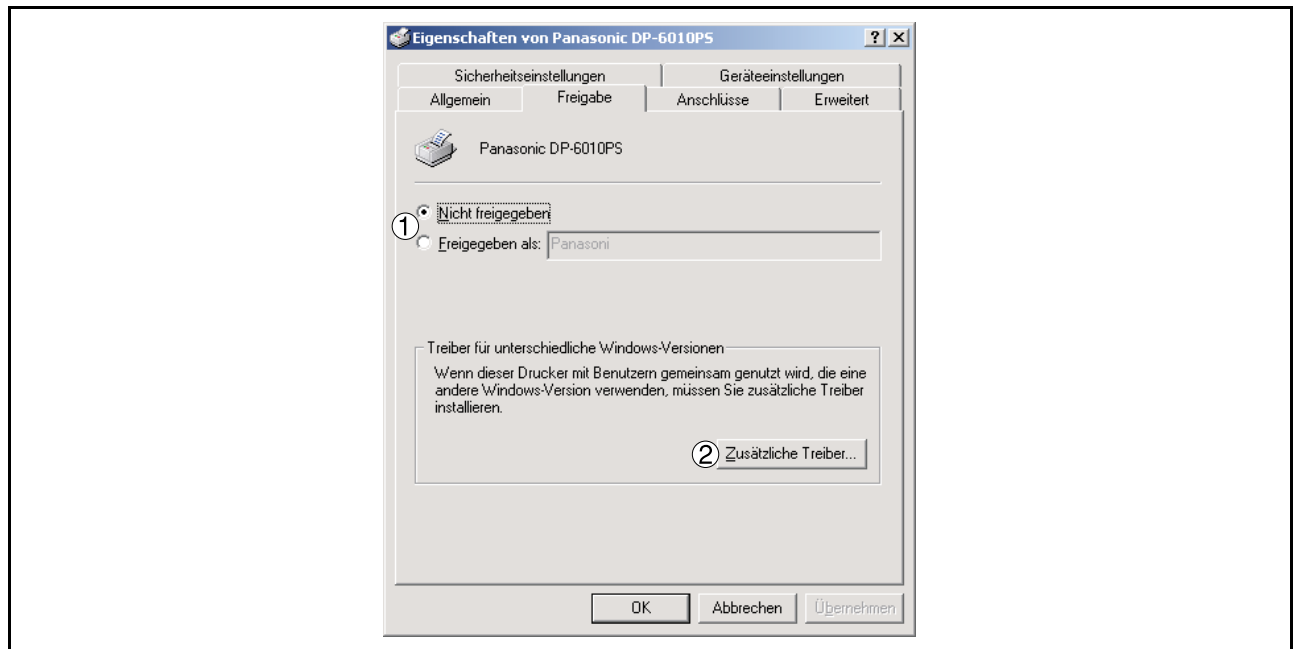 Eigenschaften von Panasonic DP-6010PS
Sicherheitseinstellungen Geräteeinstellungen
Allgemein Freigabe Anschlüsse Erweitert
Panasonic DP-6010PS
① Nicht freigegeben
Freigegeben als: Panasoni
Treiber für unterschiedliche Windows-Versionen
Wenn dieser Drucker mit Benutzern gemeinsam genutzt wird, die eine
andere Windows-Version verwenden, müssen Sie zusätzliche Treiber
installieren.
② Zusätzliche Treiber...
OK Abbrechen Übernehmen